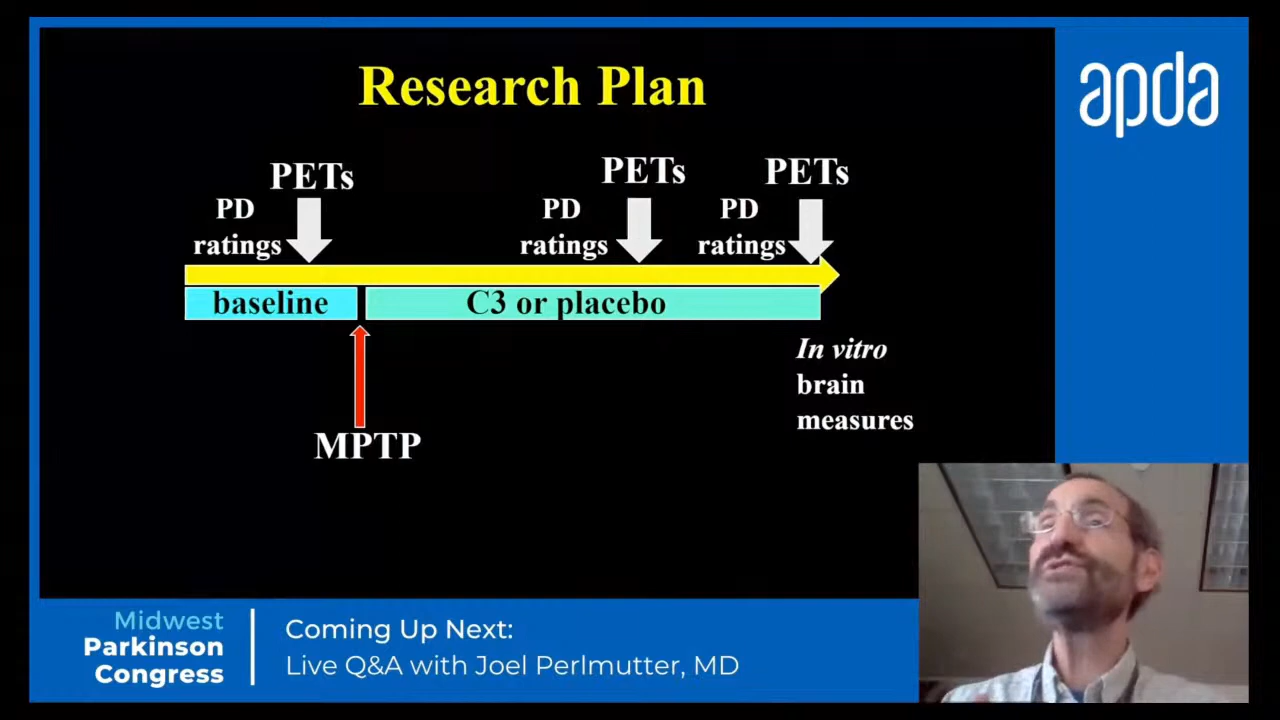 Research Plan
PETs
PETs
PETs
PD
ratings
PD
ratings
PD
ratings
baseline
C3 or placebo
In vitro
brain
measures
MPTP
apda
Midwest
Parkinson
Congress
Coming Up Next:
Live Q&A with Joel Perlmutter, MD